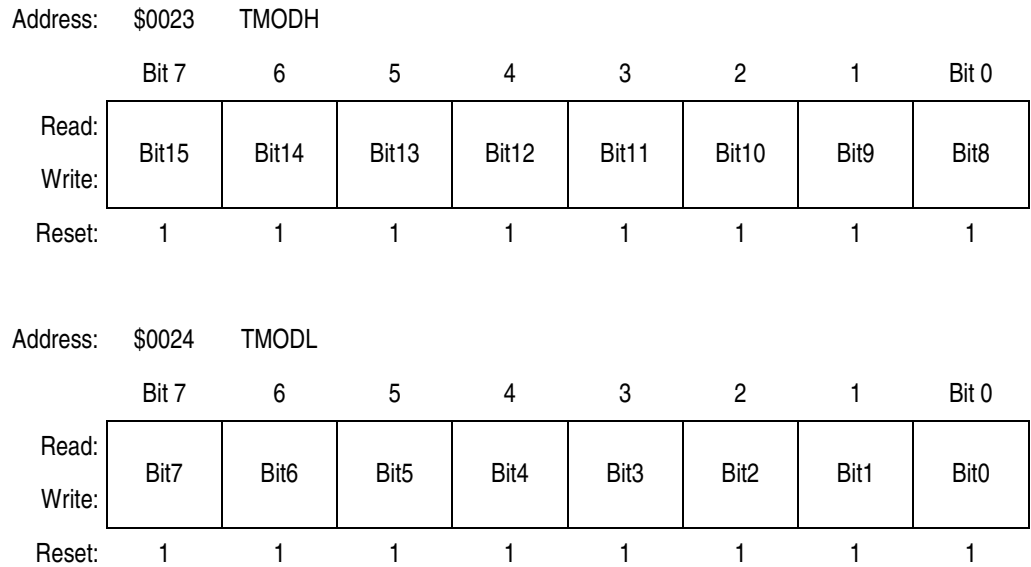 Address: $0023 TMODH
Bit 7 6 5 4 3 2 1 Bit 0
Read:
Bit15 Bit14 Bit13 Bit12 Bit11 Bit10 Bit9 Bit8
Write:
Reset: 1 1 1 1 1 1 1 1
Address: $0024 TMODL
Bit 7 6 5 4 3 2 1 Bit 0
Read:
Bit7 Bit6 Bit5 Bit4 Bit3 Bit2 Bit1 Bit0
Write:
Reset: 1 1 1 1 1 1 1 1